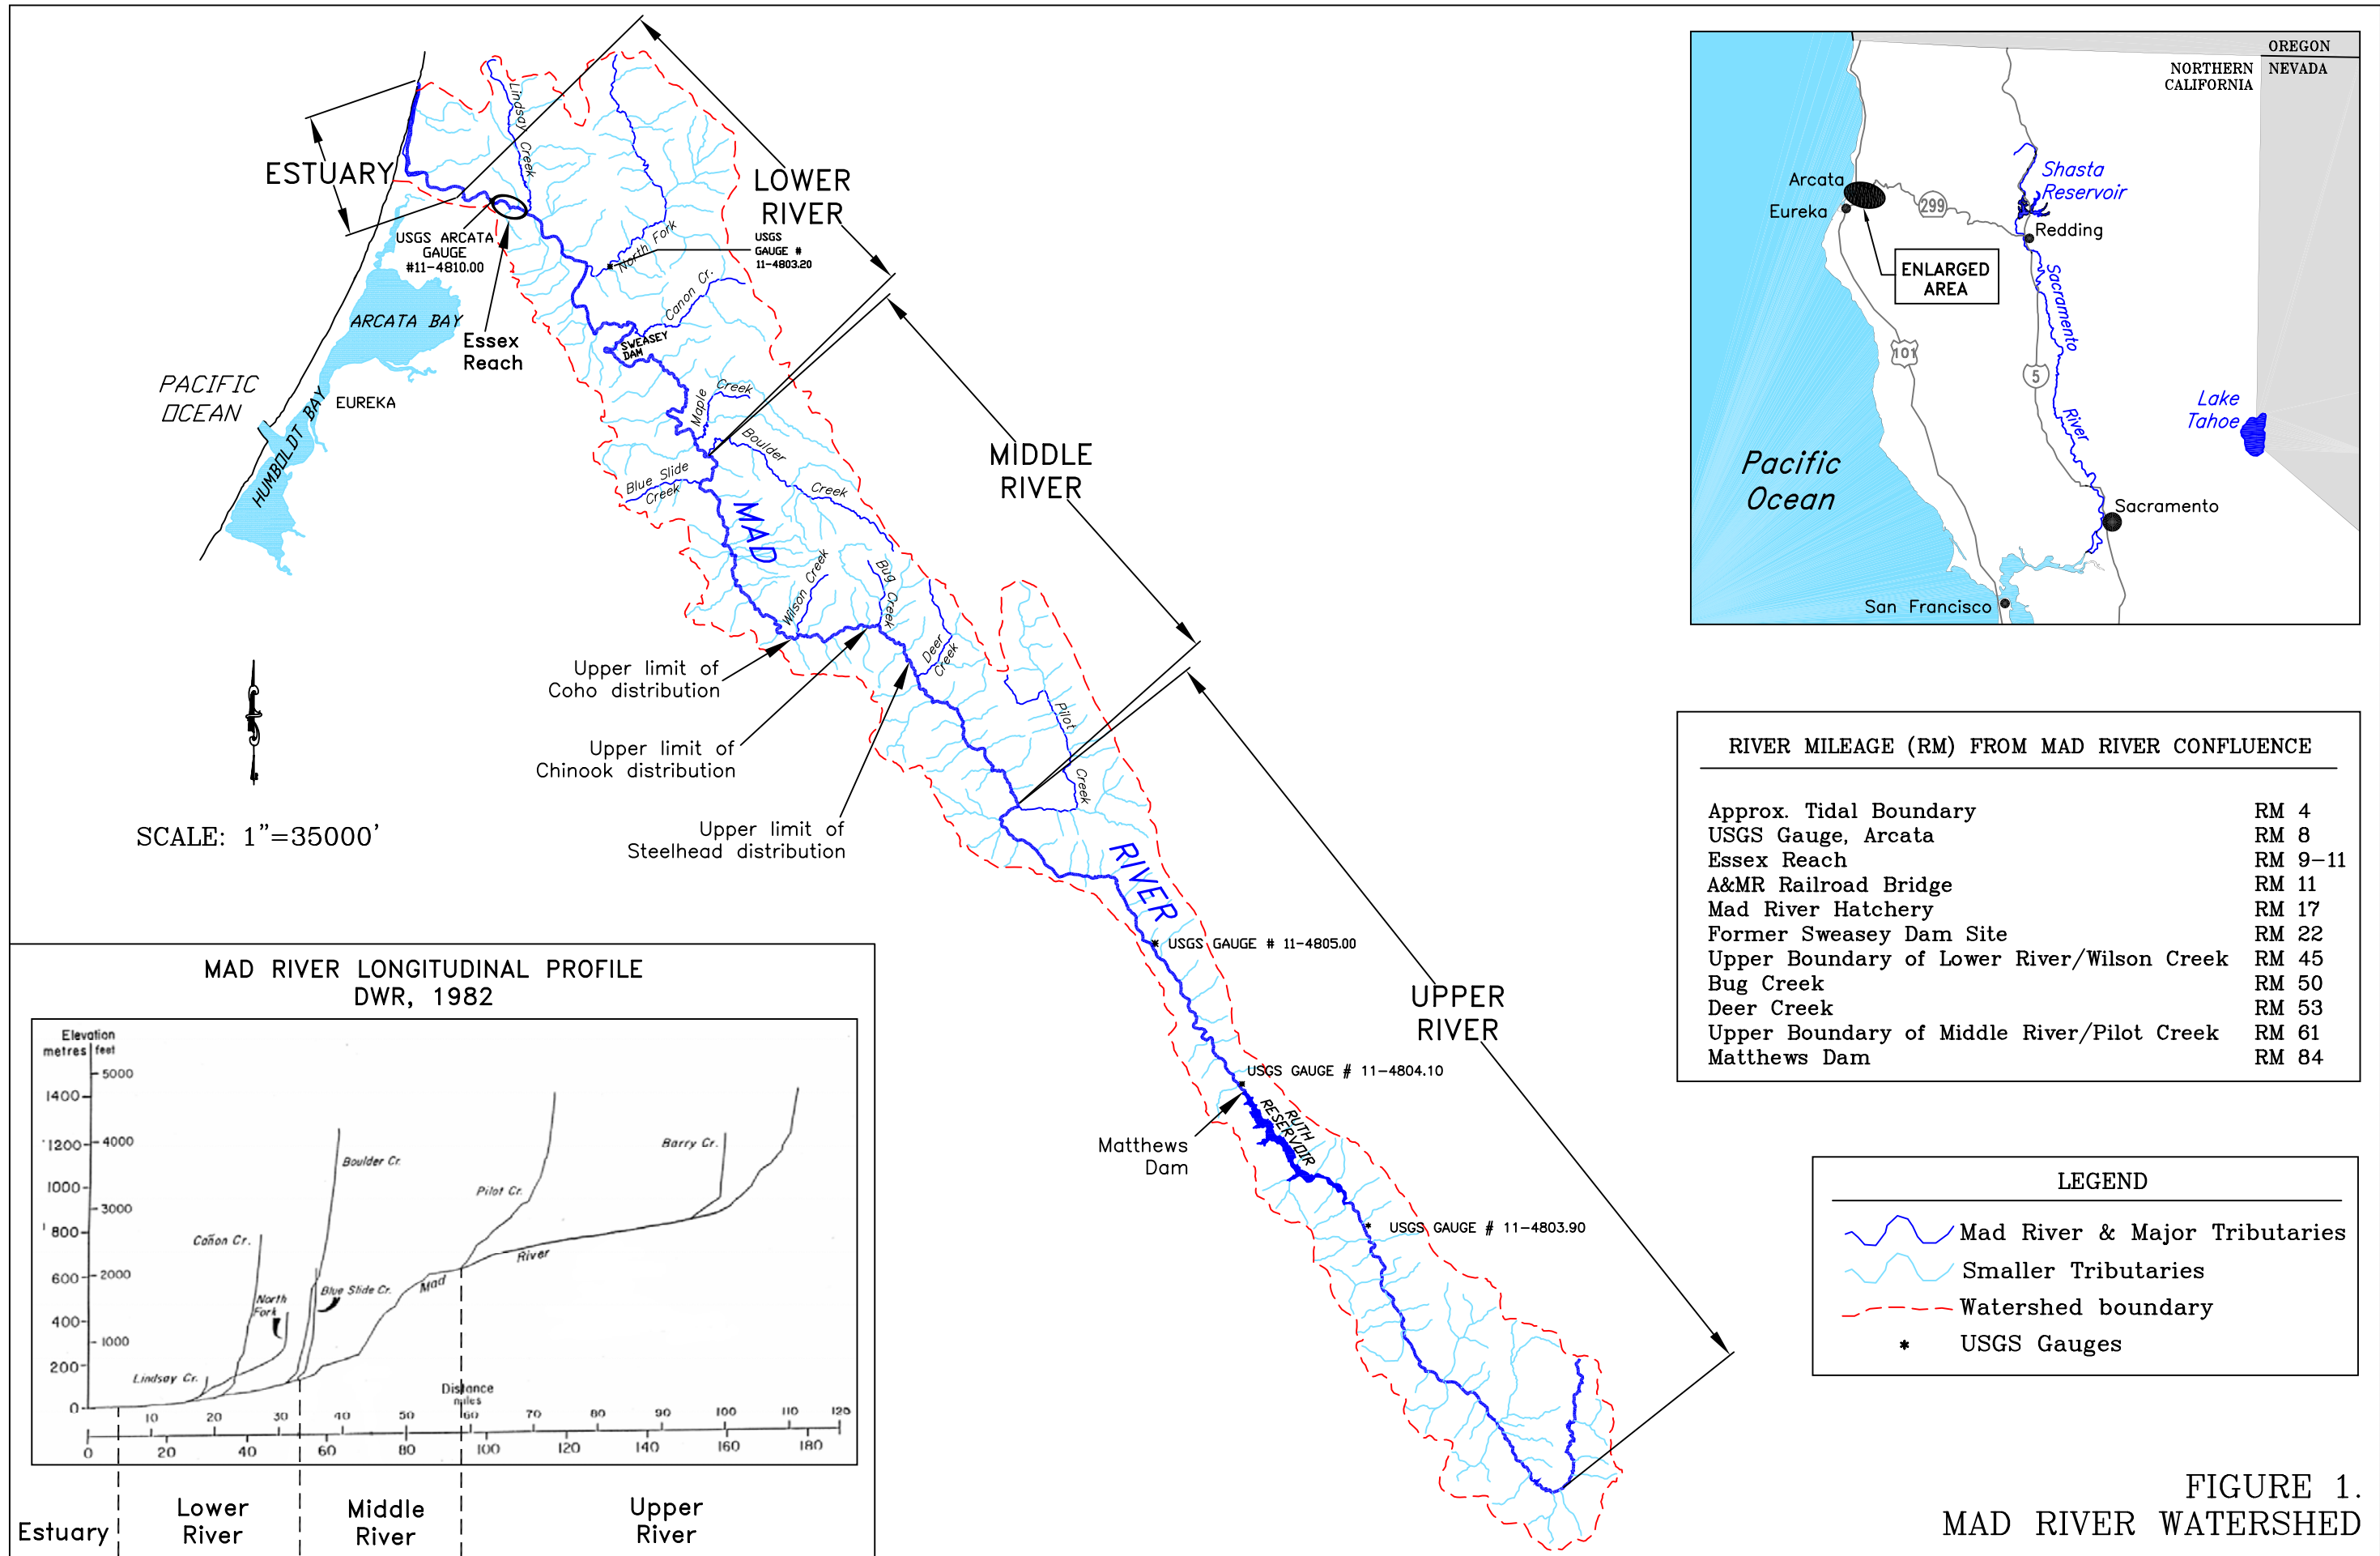 ESTUARY
Lindsay Creek
LOWER
RIVER
USGS ARCATA
GAUGE
#11-4810.00
North Fork
USGS
GAUGE #
11-4803.20
Canon Cr.
Essex
Reach
SWEASEY
DAM
ARCATA BAY
PACIFIC
OCEAN
EUREKA
HUMBOLDT BAY
Maple Creek
Boulder Creek
Blue Slide
Creek
MIDDLE
RIVER
MAD
Wilson Creek
Bug Creek
Deer
Creek
Upper limit of
Coho distribution
Upper limit of
Chinook distribution
Upper limit of
Steelhead distribution
Pilot Creek
SCALE: 1"=35000'
RIVER
USGS GAUGE # 11-4805.00
UPPER
RIVER
USGS GAUGE # 11-4804.10
RUTH
RESERVOIR
Matthews
Dam
USGS GAUGE # 11-4803.90
OREGON
NORTHERN
CALIFORNIA
NEVADA
Arcata
Eureka
299
Shasta
Reservoir
Redding
ENLARGED
AREA
Sacramento River
101
5
Lake
Tahoe
Pacific
Ocean
Sacramento
San Francisco
RIVER MILEAGE (RM) FROM MAD RIVER CONFLUENCE
Approx. Tidal Boundary RM 4
USGS Gauge, Arcata RM 8
Essex Reach RM 9-11
A&MR Railroad Bridge RM 11
Mad River Hatchery RM 17
Former Sweasey Dam Site RM 22
Upper Boundary of Lower River/Wilson Creek RM 45
Bug Creek RM 50
Deer Creek RM 53
Upper Boundary of Middle River/Pilot Creek RM 61
Matthews Dam RM 84
LEGEND
Mad River & Major Tributaries
Smaller Tributaries
Watershed boundary
* USGS Gauges
MAD RIVER LONGITUDINAL PROFILE
DWR, 1982
Elevation
metres feet
5000
1400
1200
4000
1000
3000
800
600
2000
400
1000
200
0
Lindsay Cr.
Cañon Cr.
North
Fork
Boulder Cr.
Blue Slide Cr.
Mad River
Pilot Cr.
Barry Cr.
Distance
miles
10 20 30 40 50 60 70 80 90 100 110 120
0 20 40 60 80 100 120 140 160 180
Estuary
Lower
River
Middle
River
Upper
River
FIGURE 1.
MAD RIVER WATERSHED